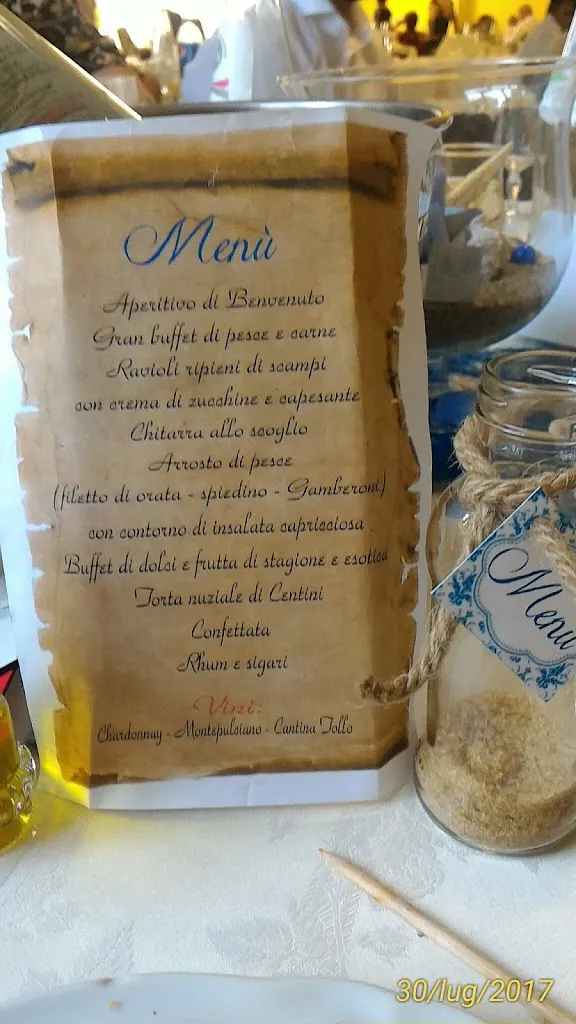 Menù
Aperitivo di Benvenuto
Gran buffet di pesce e carne
Ravioli ripieni di scampi
con crema di zucchine e capesante
Chitarra allo scoglio
Arrosto di pesce
(filetto di orata - spiedino - Gamberoni)
con contorno di insalata capricciosa
Buffet di dolci e frutta di stagione e esotica
Torta nuziale di Centini
Confettata
Rhum e sigari
Vini:
Chardonnay - Montepulciano - Cantina Tollo
Menu
30/lug/2017